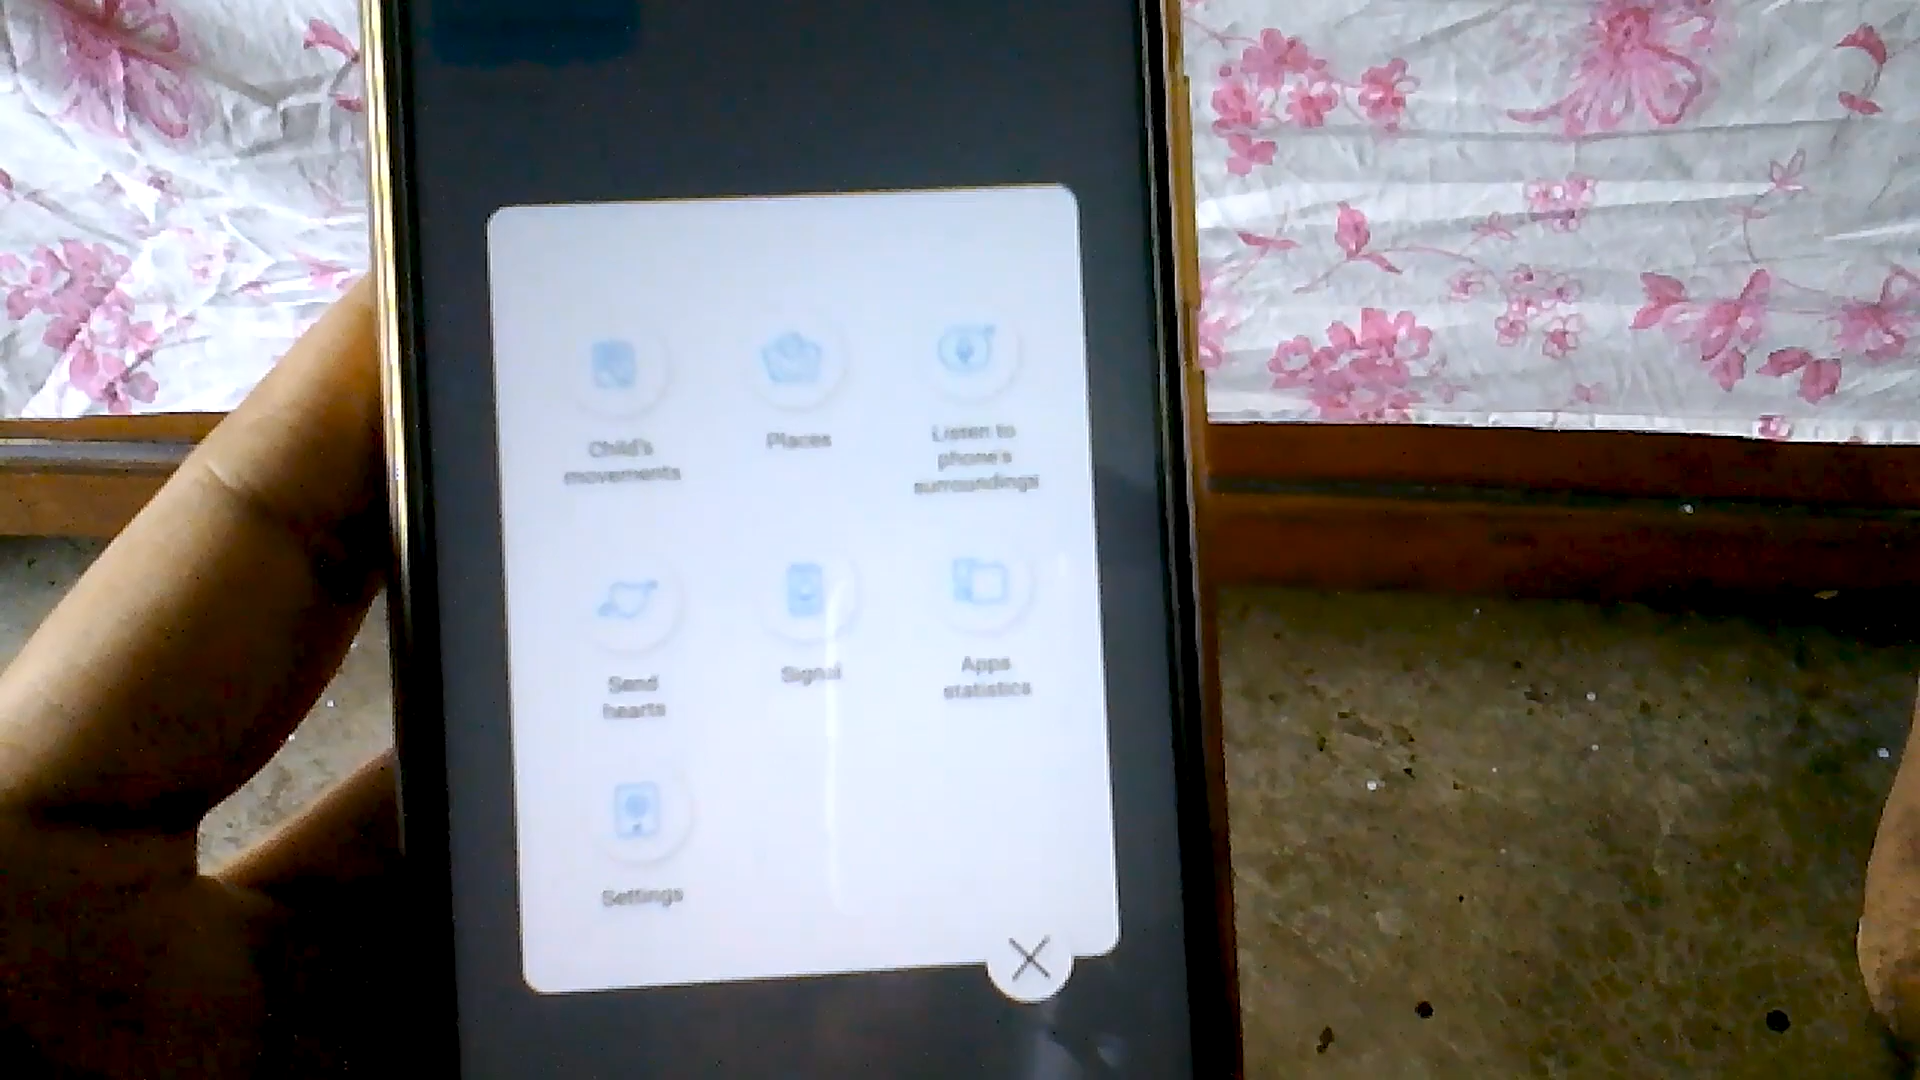 Child's
movements
Places
Listen to
phone's
surroundings
Send
hearts
Signal
Apps
statistics
Settings